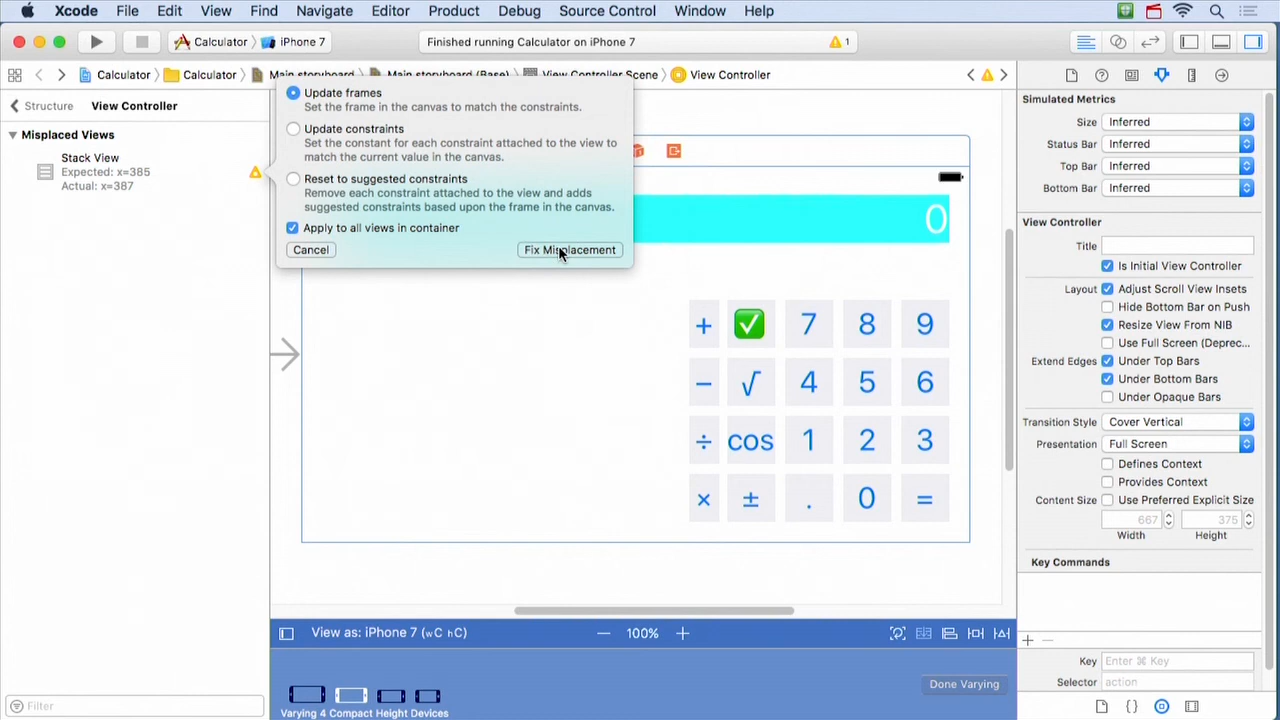 Xcode File Edit View Find Navigate Editor Product Debug Source Control Window Help
Calculator iPhone 7 Finished running Calculator on iPhone 7 1
Calculator Calculator Main.storyboard Main.storyboard (Base) View Controller Scene View Controller
Structure View Controller
Misplaced Views
Stack View
Expected: x=385
Actual: x=387
Update frames
Set the frame in the canvas to match the constraints.
Update constraints
Set the constant for each constraint attached to the view to
match the current value in the canvas.
Reset to suggested constraints
Remove each constraint attached to the view and adds
suggested constraints based upon the frame in the canvas.
Apply to all views in container
Cancel Fix Misplacement
0
+ ✅ 7 8 9
− √ 4 5 6
÷ cos 1 2 3
× ± . 0 =
View as: iPhone 7 (wC hC) — 100% +
Varying 4 Compact Height Devices
Done Varying
Filter
Simulated Metrics
Size Inferred
Status Bar Inferred
Top Bar Inferred
Bottom Bar Inferred
View Controller
Title
Is Initial View Controller
Layout Adjust Scroll View Insets
Hide Bottom Bar on Push
Resize View From NIB
Use Full Screen (Deprec...
Extend Edges Under Top Bars
Under Bottom Bars
Under Opaque Bars
Transition Style Cover Vertical
Presentation Full Screen
Defines Context
Provides Context
Content Size Use Preferred Explicit Size
667 375
Width Height
Key Commands
+ −
Key Enter ⌘ Key
Selector action
{}